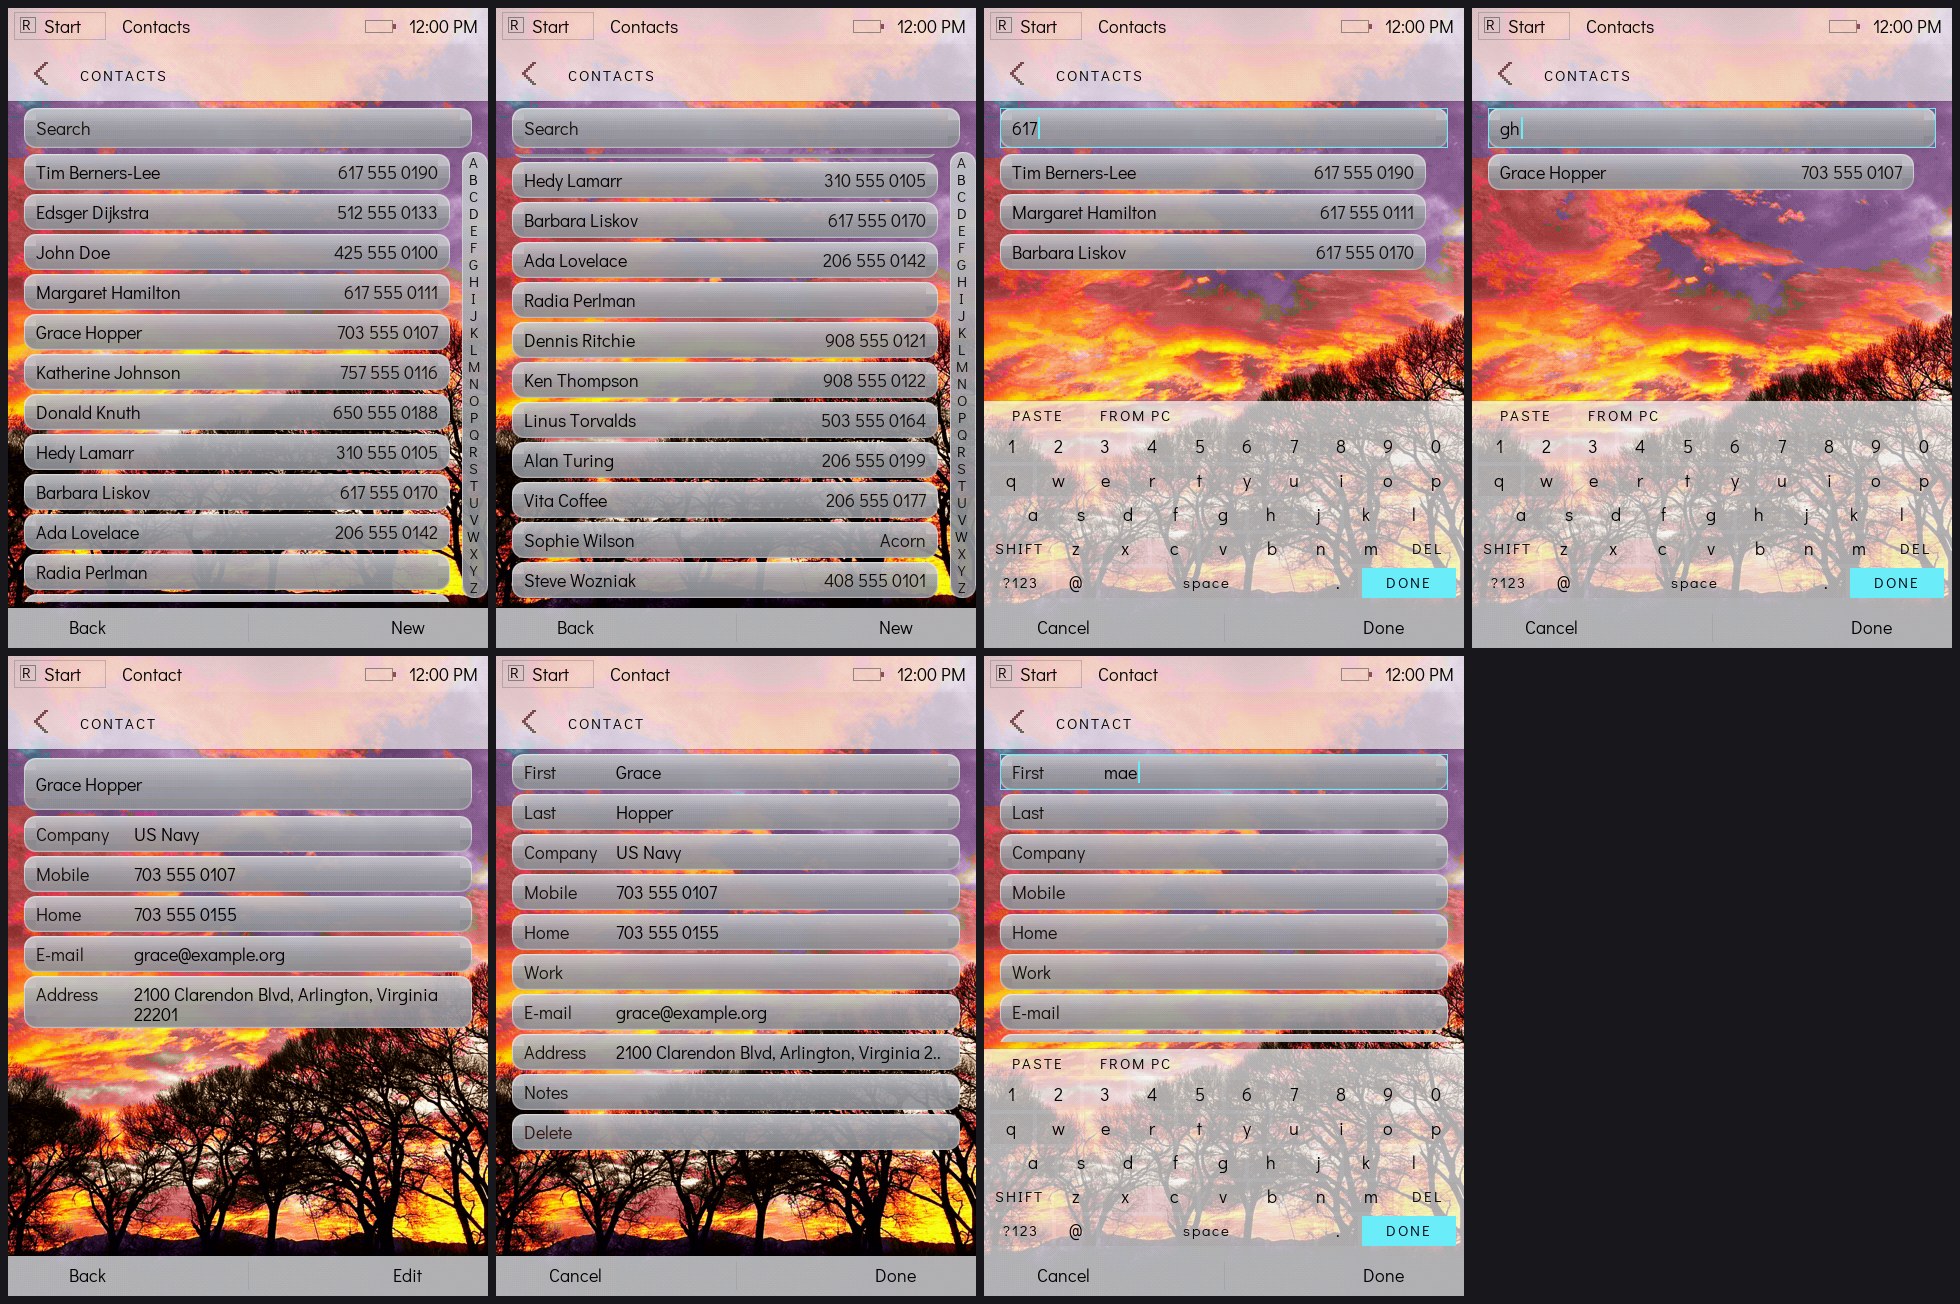 R Start Contacts 12:00 PM
CONTACTS
Search
Tim Berners-Lee 617 555 0190
Edsger Dijkstra 512 555 0133
John Doe 425 555 0100
Margaret Hamilton 617 555 0111
Grace Hopper 703 555 0107
Katherine Johnson 757 555 0116
Donald Knuth 650 555 0188
Hedy Lamarr 310 555 0105
Barbara Liskov 617 555 0170
Ada Lovelace 206 555 0142
Radia Perlman
A
B
C
D
E
F
G
H
I
J
K
L
M
N
O
P
Q
R
S
T
U
V
W
X
Y
Z
Back New
R Start Contacts 12:00 PM
CONTACTS
Search
Hedy Lamarr 310 555 0105
Barbara Liskov 617 555 0170
Ada Lovelace 206 555 0142
Radia Perlman
Dennis Ritchie 908 555 0121
Ken Thompson 908 555 0122
Linus Torvalds 503 555 0164
Alan Turing 206 555 0199
Vita Coffee 206 555 0177
Sophie Wilson Acorn
Steve Wozniak 408 555 0101
A
B
C
D
E
F
G
H
I
J
K
L
M
N
O
P
Q
R
S
T
U
V
W
X
Y
Z
Back New
R Start Contacts 12:00 PM
CONTACTS
617
Tim Berners-Lee 617 555 0190
Margaret Hamilton 617 555 0111
Barbara Liskov 617 555 0170
PASTE FROM PC
1 2 3 4 5 6 7 8 9 0
q w e r t y u i o p
a s d f g h j k l
SHIFT z x c v b n m DEL
?123 @ space . DONE
Cancel Done
R Start Contacts 12:00 PM
CONTACTS
gh
Grace Hopper 703 555 0107
PASTE FROM PC
1 2 3 4 5 6 7 8 9 0
q w e r t y u i o p
a s d f g h j k l
SHIFT z x c v b n m DEL
?123 @ space . DONE
Cancel Done
R Start Contact 12:00 PM
CONTACT
Grace Hopper
Company US Navy
Mobile 703 555 0107
Home 703 555 0155
E-mail grace@example.org
Address 2100 Clarendon Blvd, Arlington, Virginia
22201
Back Edit
R Start Contact 12:00 PM
CONTACT
First Grace
Last Hopper
Company US Navy
Mobile 703 555 0107
Home 703 555 0155
Work
E-mail grace@example.org
Address 2100 Clarendon Blvd, Arlington, Virginia 2..
Notes
Delete
Cancel Done
R Start Contact 12:00 PM
CONTACT
First mae
Last
Company
Mobile
Home
Work
E-mail
PASTE FROM PC
1 2 3 4 5 6 7 8 9 0
q w e r t y u i o p
a s d f g h j k l
SHIFT z x c v b n m DEL
?123 @ space . DONE
Cancel Done